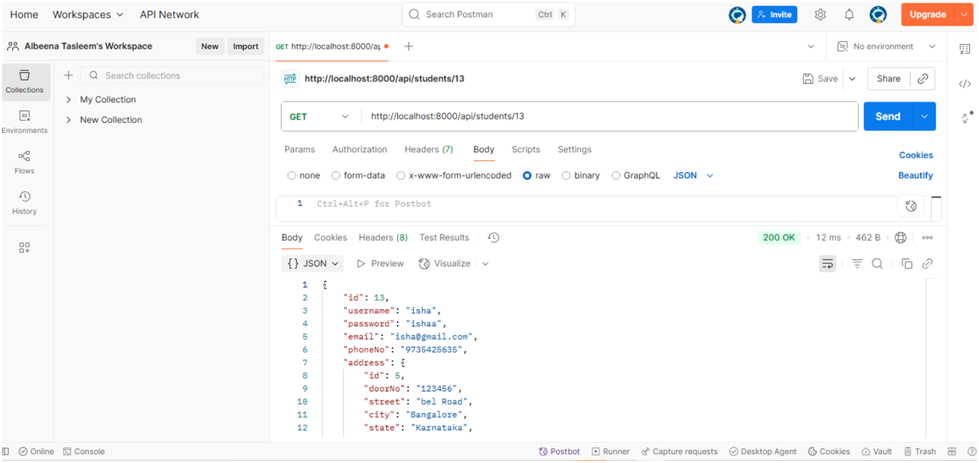 Home Workspaces API Network Search Postman Ctrl K Invite Upgrade
Albeena Tasleem's Workspace New Import GET http://localhost:8000/ap No environment
Collections Search collections http://localhost:8000/api/students/13 Save Share
My Collection
New Collection GET http://localhost:8000/api/students/13 Send
Environments
Params Authorization Headers (7) Body Scripts Settings Cookies
Flows
none form-data x-www-form-urlencoded raw binary GraphQL JSON Beautify
History
1 Ctrl+Alt+P for Postbot
Body Cookies Headers (8) Test Results 200 OK 12 ms 462 B
{} JSON Preview Visualize
1 {
2 "id": 13,
3 "username": "isha",
4 "password": "ishaa",
5 "email": "isha@gmail.com",
6 "phoneNo": "9735425635",
7 "address": {
8 "id": 5,
9 "doorNo": "123456",
10 "street": "bel Road",
11 "city": "Bangalore",
12 "state": "Karnataka",
Online Console Postbot Runner Capture requests Desktop Agent Cookies Vault Trash